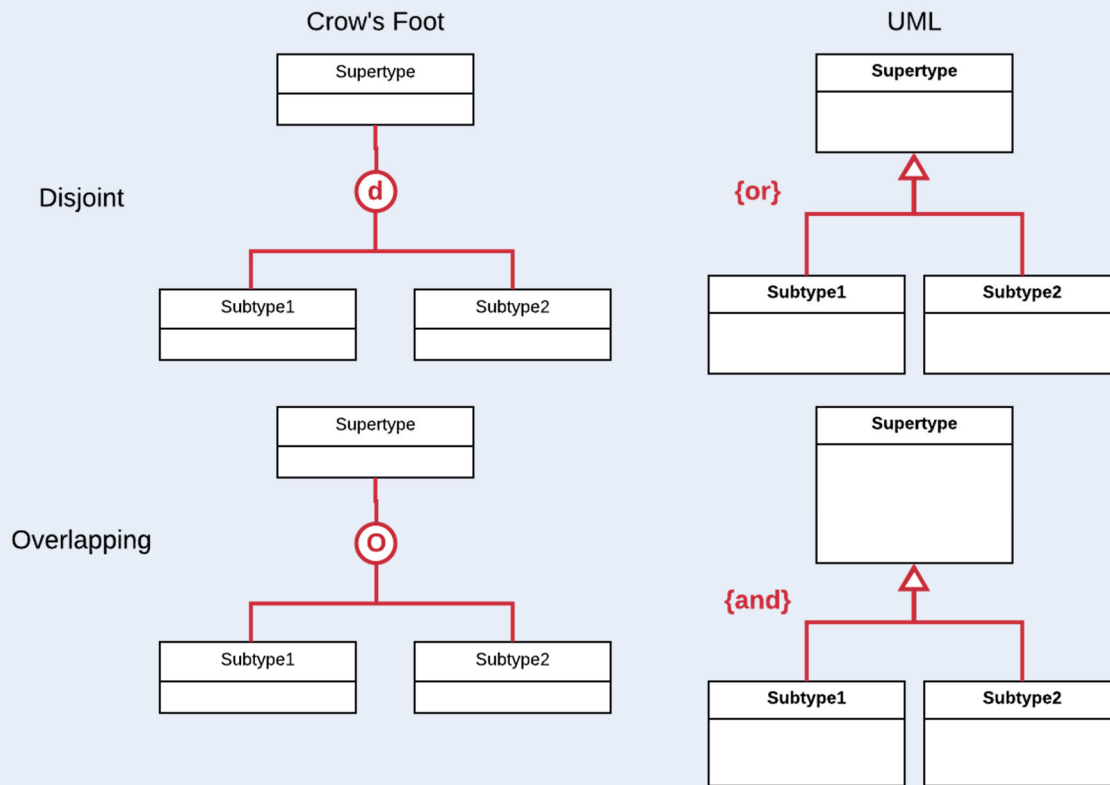 Crow's Foot
UML
Supertype
Supertype
Disjoint
d
{or}
Subtype1
Subtype2
Subtype1
Subtype2
Supertype
Supertype
Overlapping
O
{and}
Subtype1
Subtype2
Subtype1
Subtype2